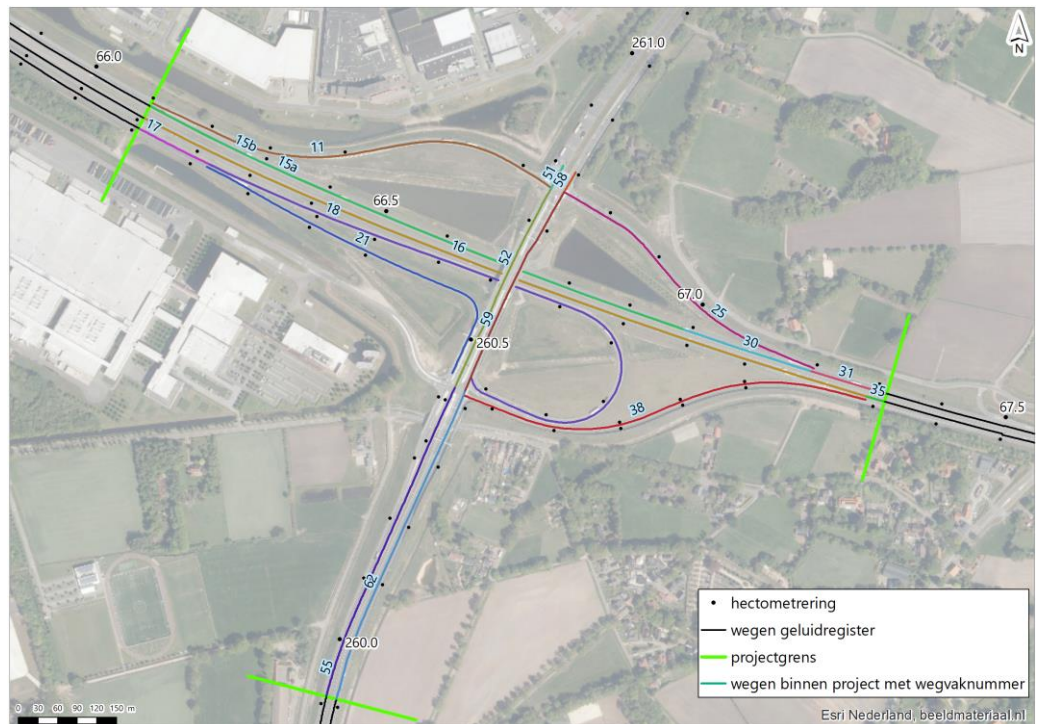 66.0
261.0
N
17
15b
15a
11
51
58
66.5
18
16
52
21
67.0
25
59
260.5
30
31
35
38
67.5
62
260.0
55
hectometrering
wegen geluidregister
projectgrens
wegen binnen project met wegvaknummer
0 30 60 90 120 150 m
Esri Nederland, beeldmateriaal.nl